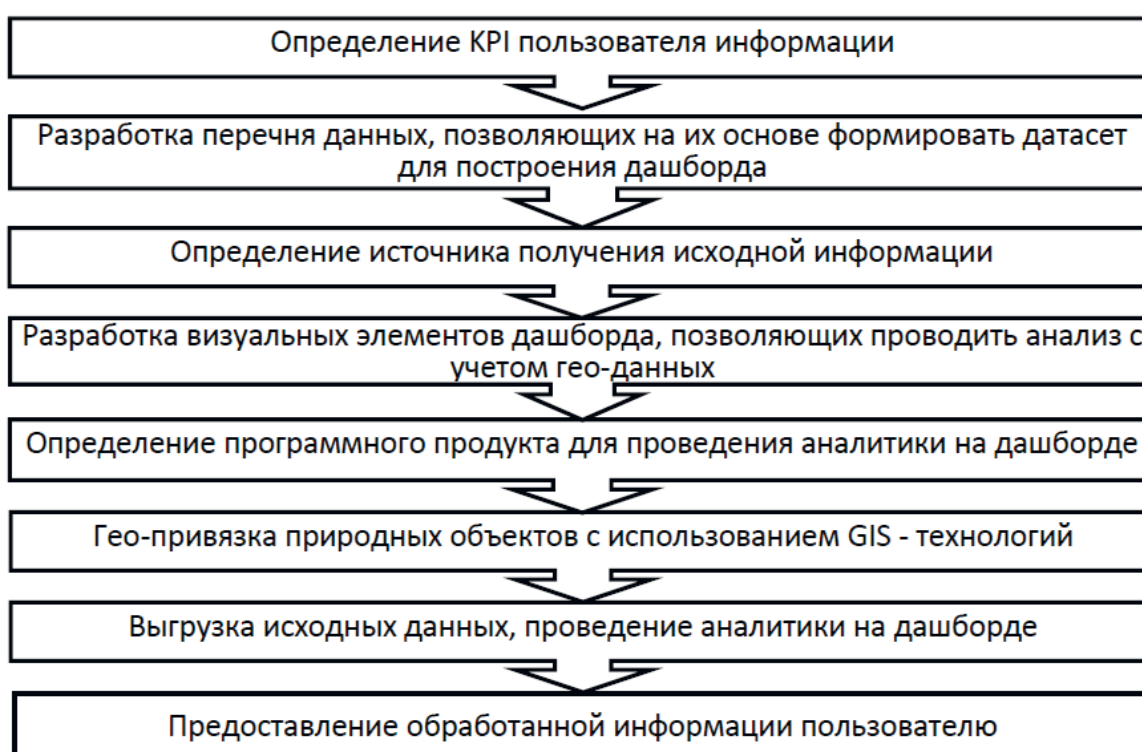 Определение KPI пользователя информации
Разработка перечня данных, позволяющих на их основе формировать датасет
для построения дашборда
Определение источника получения исходной информации
Разработка визуальных элементов дашборда, позволяющих проводить анализ с
учетом гео-данных
Определение программного продукта для проведения аналитики на дашборде
Гео-привязка природных объектов с использованием GIS - технологий
Выгрузка исходных данных, проведение аналитики на дашборде
Предоставление обработанной информации пользователю